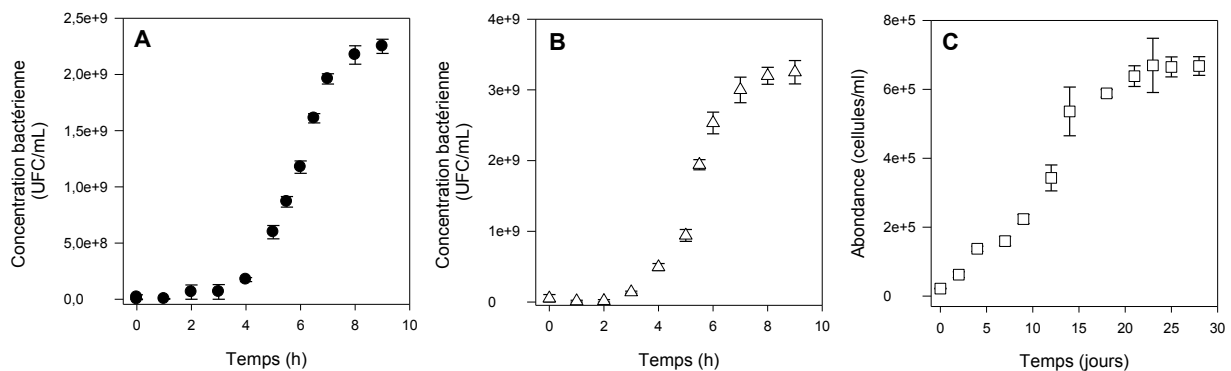 A
2,5e+9
2,0e+9
1,5e+9
1,0e+9
5,0e+8
0,0
Concentration bactérienne
(UFC/mL)
0 2 4 6 8 10
Temps (h)
B
4e+9
3e+9
2e+9
1e+9
0
Concentration bactérienne
(UFC/mL)
0 2 4 6 8 10
Temps (h)
C
8e+5
6e+5
4e+5
2e+5
0
Abondance (cellules/ml)
0 5 10 15 20 25 30
Temps (jours)